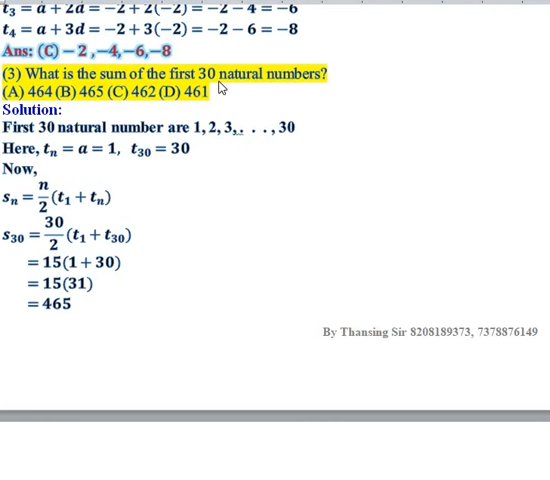 t₃ = a + 2d = −2 + 2(−2) = −2 − 4 = −6
t₄ = a + 3d = −2 + 3(−2) = −2 − 6 = −8
Ans: (C) − 2 ,−4,−6,−8
(3) What is the sum of the first 30 natural numbers?
(A) 464 (B) 465 (C) 462 (D) 461
Solution:
First 30 natural number are 1, 2, 3,. . . , 30
Here, tₙ = a = 1, t₃₀ = 30
Now,
sₙ = n/2 (t₁ + tₙ)
s₃₀ = 30/2 (t₁ + t₃₀)
= 15(1 + 30)
= 15(31)
= 465
By Thansing Sir 8208189373, 7378876149